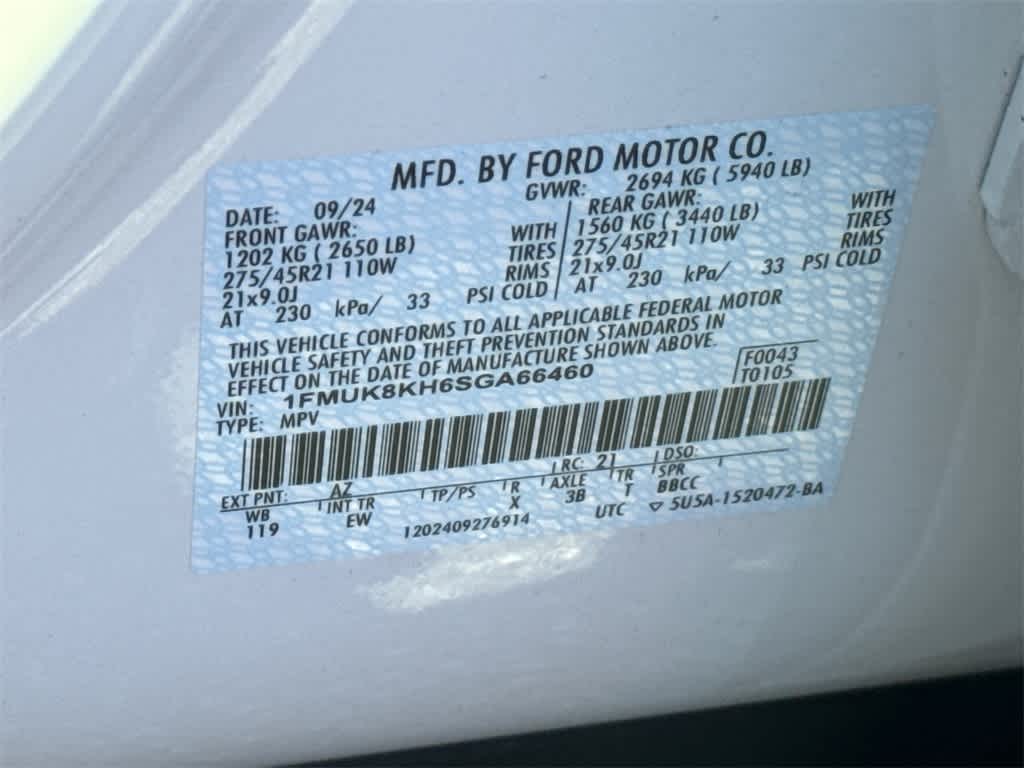 MFD. BY FORD MOTOR CO.
DATE: 09/24 GVWR: 2694 KG ( 5940 LB)
FRONT GAWR: REAR GAWR:
1202 KG ( 2650 LB) WITH 1560 KG ( 3440 LB) WITH
275/45R21 110W TIRES 275/45R21 110W TIRES
21x9.0J RIMS 21x9.0J RIMS
AT 230 kPa/ 33 PSI COLD AT 230 kPa/ 33 PSI COLD
THIS VEHICLE CONFORMS TO ALL APPLICABLE FEDERAL MOTOR
VEHICLE SAFETY AND THEFT PREVENTION STANDARDS IN
EFFECT ON THE DATE OF MANUFACTURE SHOWN ABOVE.
VIN: 1FMUK8KH6SGA66460 F0043
TYPE: MPV T0105
EXT PNT: AZ RC: 21 DSO:
WB INT TR TP/PS R AXLE TR SPR
119 EW X 3B T BBCC
1202409276914 UTC ▽ 5U5A-1520472-BA